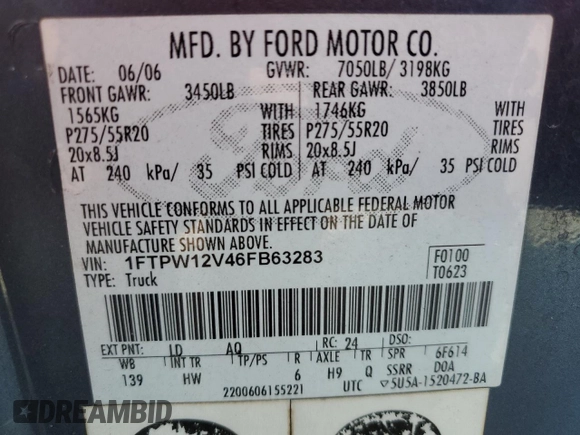 MFD. BY FORD MOTOR CO.
DATE: 06/06 GVWR: 7050LB/ 3198KG
FRONT GAWR: 3450LB REAR GAWR: 3850LB
1565KG WITH 1746KG WITH
P275/55R20 TIRES P275/55R20 TIRES
20x8.5J RIMS 20x8.5J RIMS
AT 240 kPa/ 35 PSI COLD AT 240 kPa/ 35 PSI COLD
Ford
THIS VEHICLE CONFORMS TO ALL APPLICABLE FEDERAL MOTOR
VEHICLE SAFETY STANDARDS IN EFFECT ON THE DATE OF
MANUFACTURE SHOWN ABOVE.
VIN: 1FTPW12V46FB63283 F0100
TYPE: Truck T0623
EXT PNT: LD AQ RC: 24 DSO:
WB INT TR TP/PS R AXLE TR SPR 6F614
139 HW 6 H9 Q SSRR DOA
2200606155221 UTC ▽5U5A-1520472-BA
DREAMBID